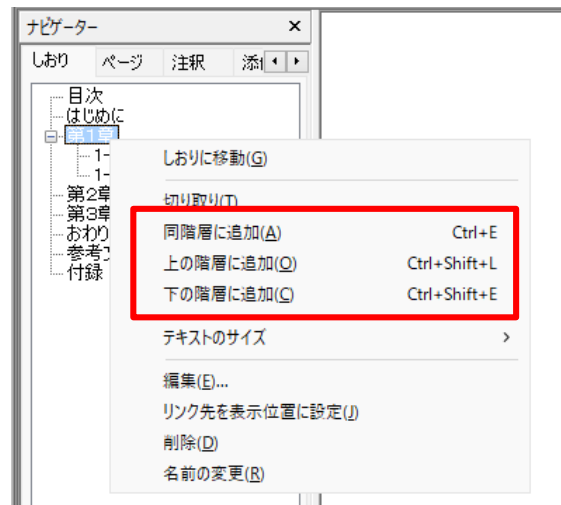 ナビゲーター ×
しおり ページ 注釈
目次
はじめに
第1章
1-
1-
第2章
第3章
おわり
参考
付録
しおりに移動(G)
切り取り(T)
同階層に追加(A) Ctrl+E
上の階層に追加(O) Ctrl+Shift+L
下の階層に追加(C) Ctrl+Shift+E
テキストのサイズ >
編集(E)...
リンク先を表示位置に設定(J)
削除(D)
名前の変更(R)